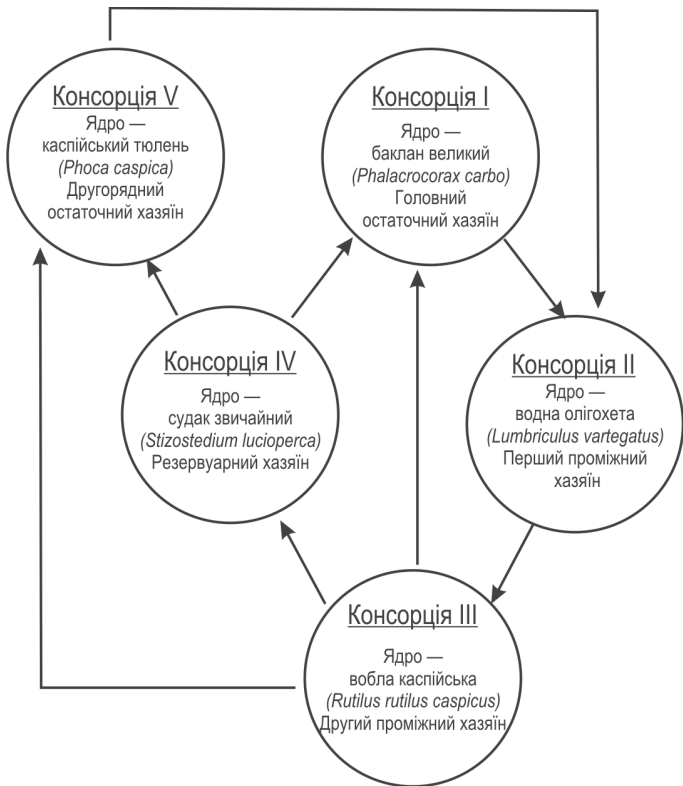 Консорція V
Ядро —
каспійський тюлень
(Phoca caspica)
Другорядний
остаточний хазяїн
Консорція I
Ядро —
баклан великий
(Phalacrocorax carbo)
Головний
остаточний хазяїн
Консорція IV
Ядро —
судак звичайний
(Stizostedium lucioperca)
Резервуарний хазяїн
Консорція II
Ядро —
водна олігохета
(Lumbriculus vartegatus)
Перший проміжний
хазяїн
Консорція III
Ядро —
вобла каспійська
(Rutilus rutilus caspicus)
Другий проміжний хазяїн